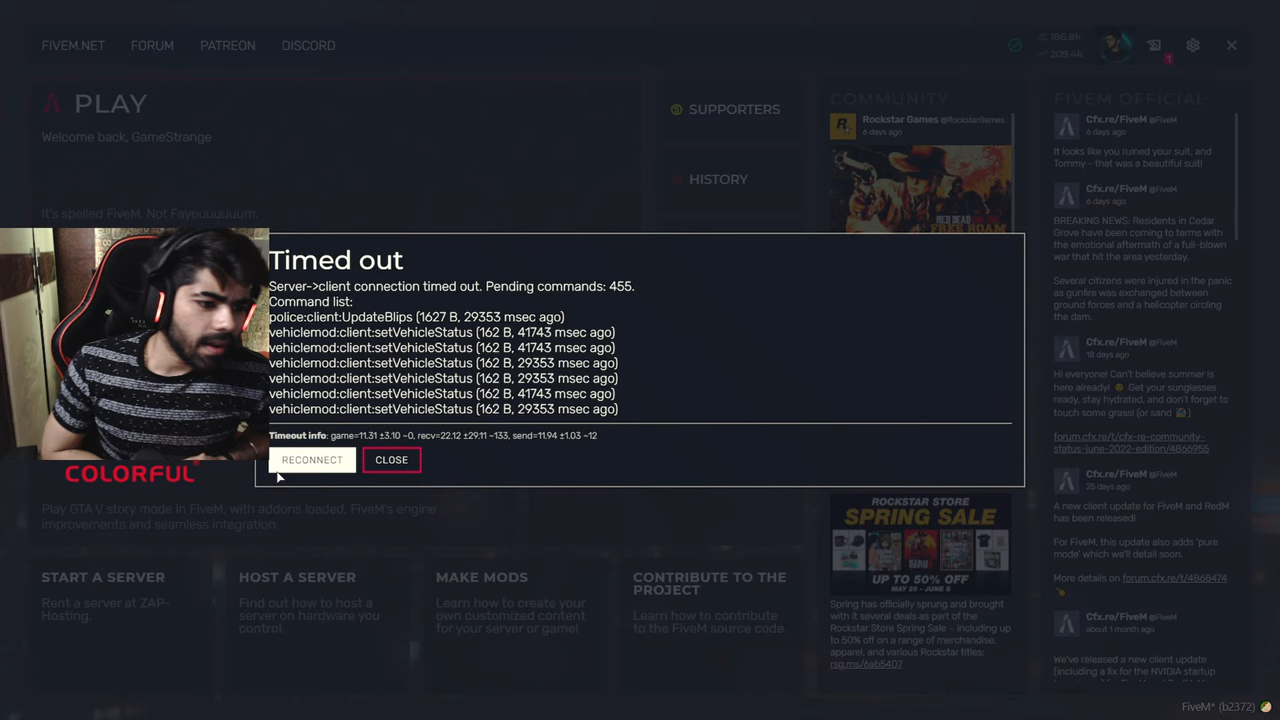 FIVEM.NET
FORUM
PATREON
DISCORD
186.8k
209.4k
1
PLAY
Welcome back, GameStrange
It's spelled FiveM. Not Fayouuuuuum.
SUPPORTERS
HISTORY
COMMUNITY
Rockstar Games @RockstarGames
6 days ago
RED DEAD
FREE ROAM
FIVEM OFFICIAL
Cfx.re/FiveM @FiveM
6 days ago
It looks like you ruined your suit, and
Tommy - that was a beautiful suit!
Cfx.re/FiveM @FiveM
6 days ago
BREAKING NEWS: Residents in Cedar
Grove have been coming to terms with
the emotional aftermath of a full-blown
war that hit the area yesterday.
Several citizens were injured in the panic
as gunfire was exchanged between
ground forces and a helicopter circling
the dam.
Cfx.re/FiveM @FiveM
18 days ago
Hi everyone! Can't believe summer is
here already! Get your sunglasses
ready, stay hydrated, and don't forget to
touch some grass! (or sand )
forum.cfx.re/t/cfx-re-community-
status-june-2022-edition/4866955
Cfx.re/FiveM @FiveM
25 days ago
A new client update for FiveM and RedM
has been released!
For FiveM, this update also adds 'pure
mode' which we'll detail soon.
More details on forum.cfx.re/t/4868474
Cfx.re/FiveM @FiveM
about 1 month ago
We've released a new client update
(including a fix for the NVIDIA startup
Timed out
Server->client connection timed out. Pending commands: 455.
Command list:
police:client:UpdateBlips (1627 B, 29353 msec ago)
vehiclemod:client:setVehicleStatus (162 B, 41743 msec ago)
vehiclemod:client:setVehicleStatus (162 B, 41743 msec ago)
vehiclemod:client:setVehicleStatus (162 B, 29353 msec ago)
vehiclemod:client:setVehicleStatus (162 B, 29353 msec ago)
vehiclemod:client:setVehicleStatus (162 B, 41743 msec ago)
vehiclemod:client:setVehicleStatus (162 B, 29353 msec ago)
Timeout info: game=11.31 ±3.10 ~0, recv=22.12 ±29.11 ~133, send=11.94 ±1.03 ~12
RECONNECT
CLOSE
COLORFUL
Play GTA V story mode in FiveM, with addons loaded, FiveM's engine
improvements and seamless integration.
START A SERVER
Rent a server at ZAP-
Hosting.
HOST A SERVER
Find out how to host a
server on hardware you
control.
MAKE MODS
Learn how to create your
own customized content
for your server or game!
CONTRIBUTE TO THE
PROJECT
Learn how to contribute
to the FiveM source code.
ROCKSTAR STORE
SPRING SALE
UP TO 50% OFF
Spring has officially sprung and brought
with it several deals as part of the
Rockstar Store Spring Sale - including up
to 50% off on a range of merchandise,
apparel, and various Rockstar titles:
rsg.ms/6ab5407
FiveM* (b2372)